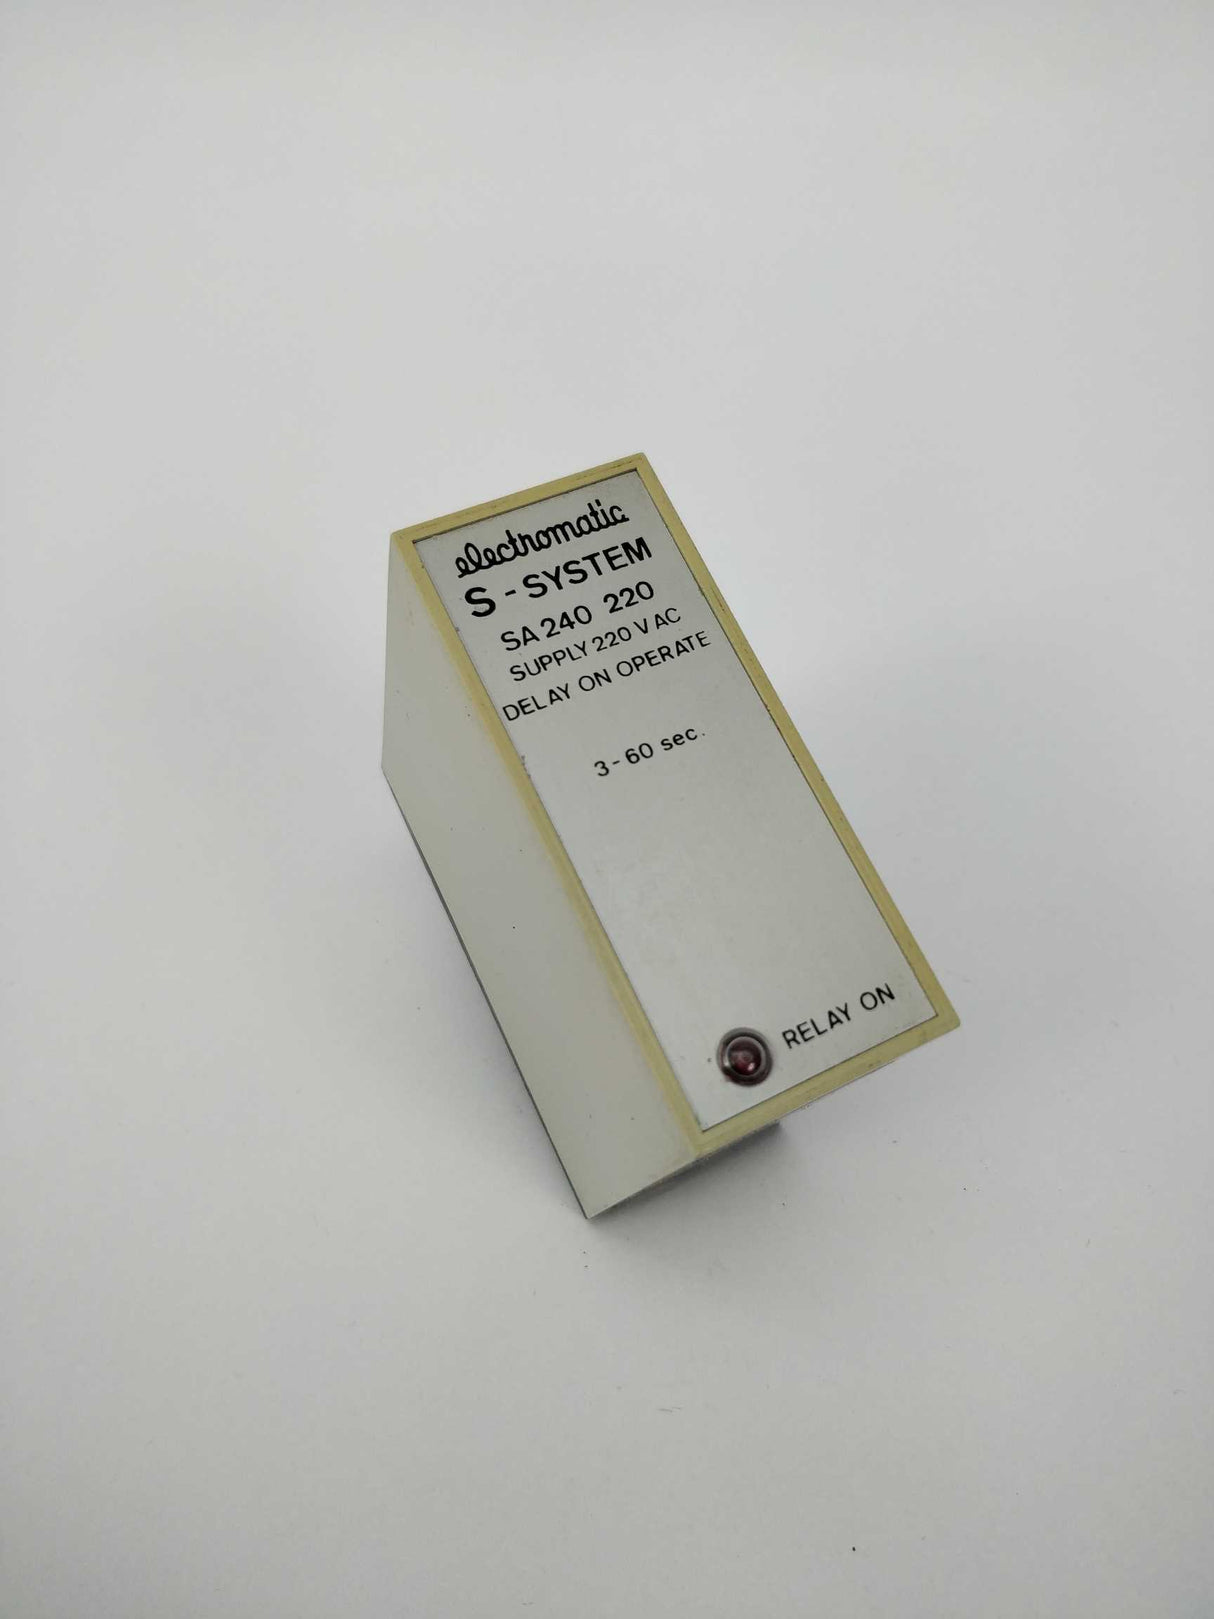 electromatic
S-SYSTEM
SA 240 220
SUPPLY 220 V AC
DELAY ON OPERATE
3-60 sec.
RELAY ON